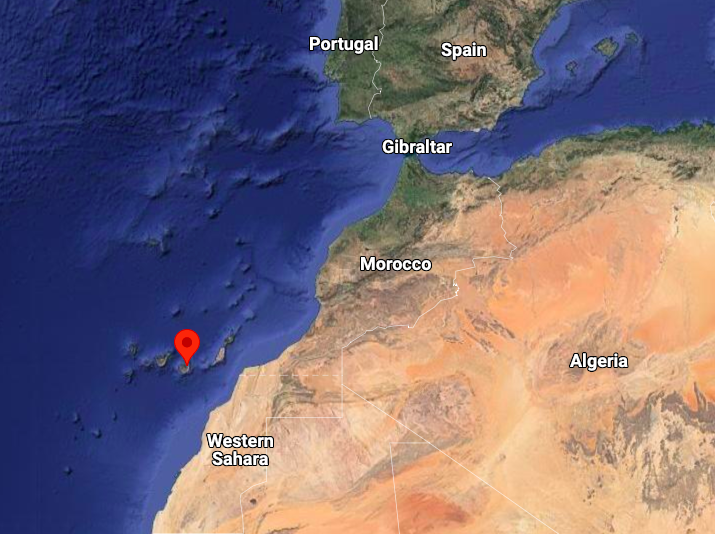 Portugal
Spain
Gibraltar
Morocco
Algeria
Western
Sahara